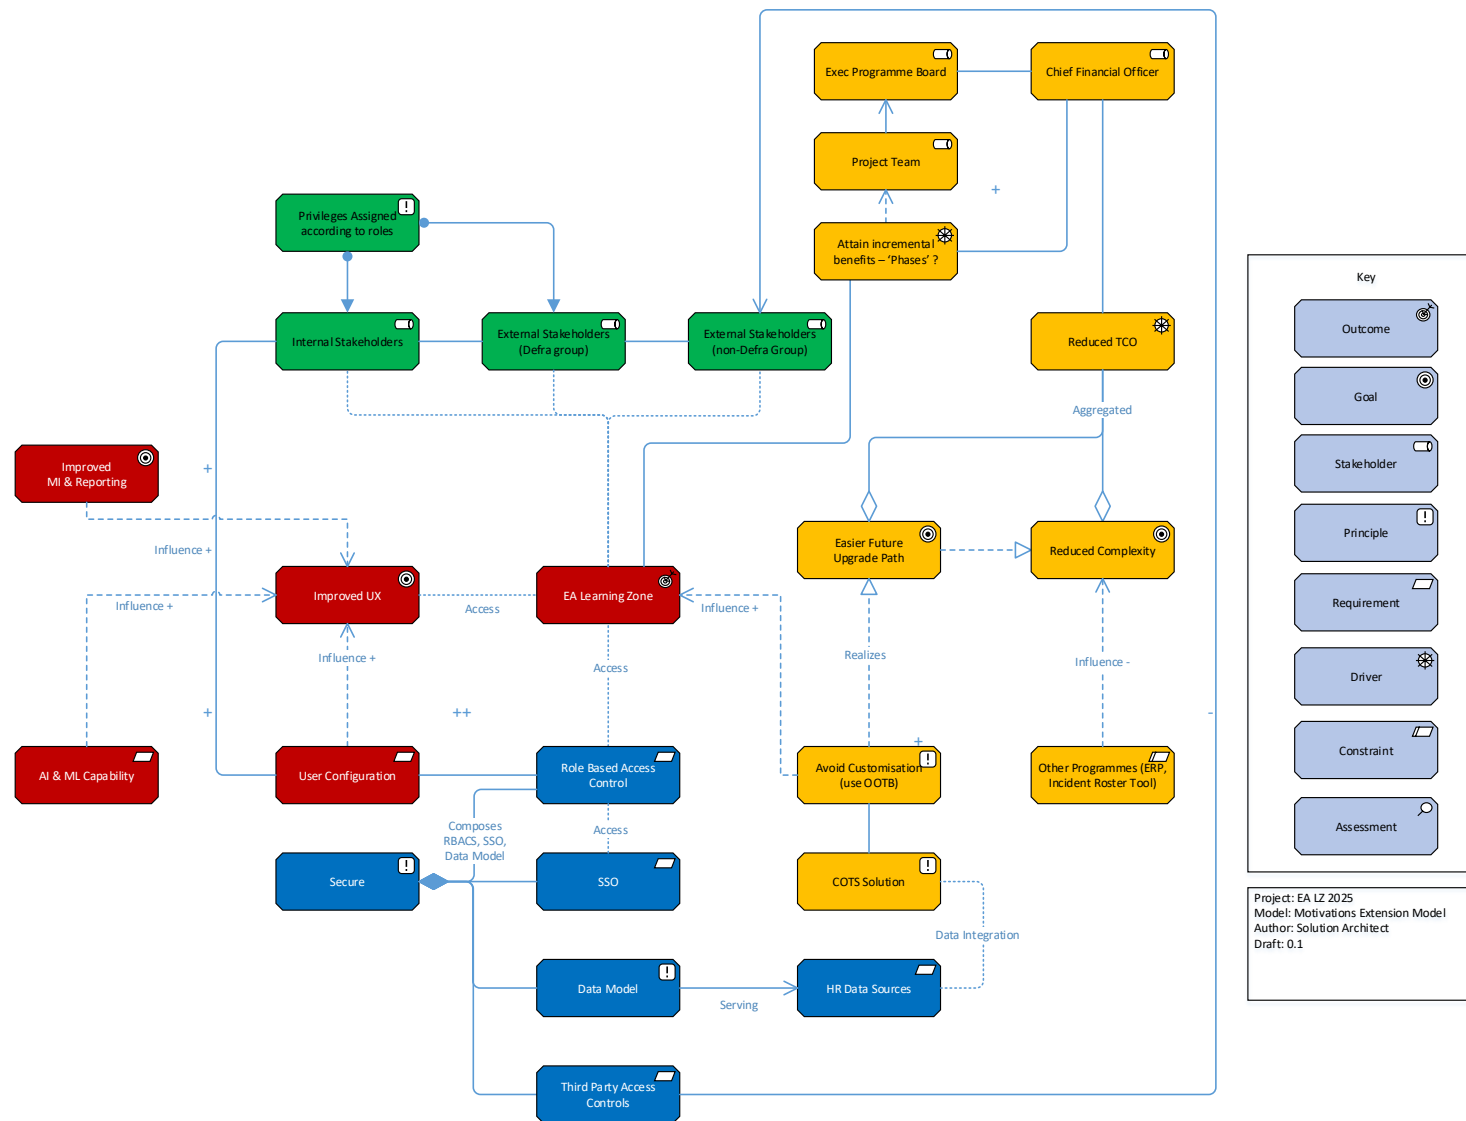 Exec Programme Board
Chief Financial Officer
Project Team
+
Privileges Assigned
according to roles
Attain incremental
benefits – ‘Phases’ ?
Key
Outcome
Internal Stakeholders
External Stakeholders
(Defra group)
External Stakeholders
(non-Defra Group)
Reduced TCO
Goal
Aggregated
Improved
MI & Reporting
+
Stakeholder
Influence +
Easier Future
Upgrade Path
Reduced Complexity
Principle
Improved UX
EA Learning Zone
Influence +
Access
Influence +
Requirement
Influence +
Access
Realizes
Influence -
Driver
+
++
-
+
AI & ML Capability
User Configuration
Role Based Access
Control
Avoid Customisation
(use OOTB)
Other Programmes (ERP,
Incident Roster Tool)
Constraint
Composes
RBACS, SSO,
Data Model
Access
Assessment
Secure
SSO
COTS Solution
Project: EA LZ 2025
Model: Motivations Extension Model
Author: Solution Architect
Draft: 0.1
Data Integration
Data Model
Serving
HR Data Sources
Third Party Access
Controls